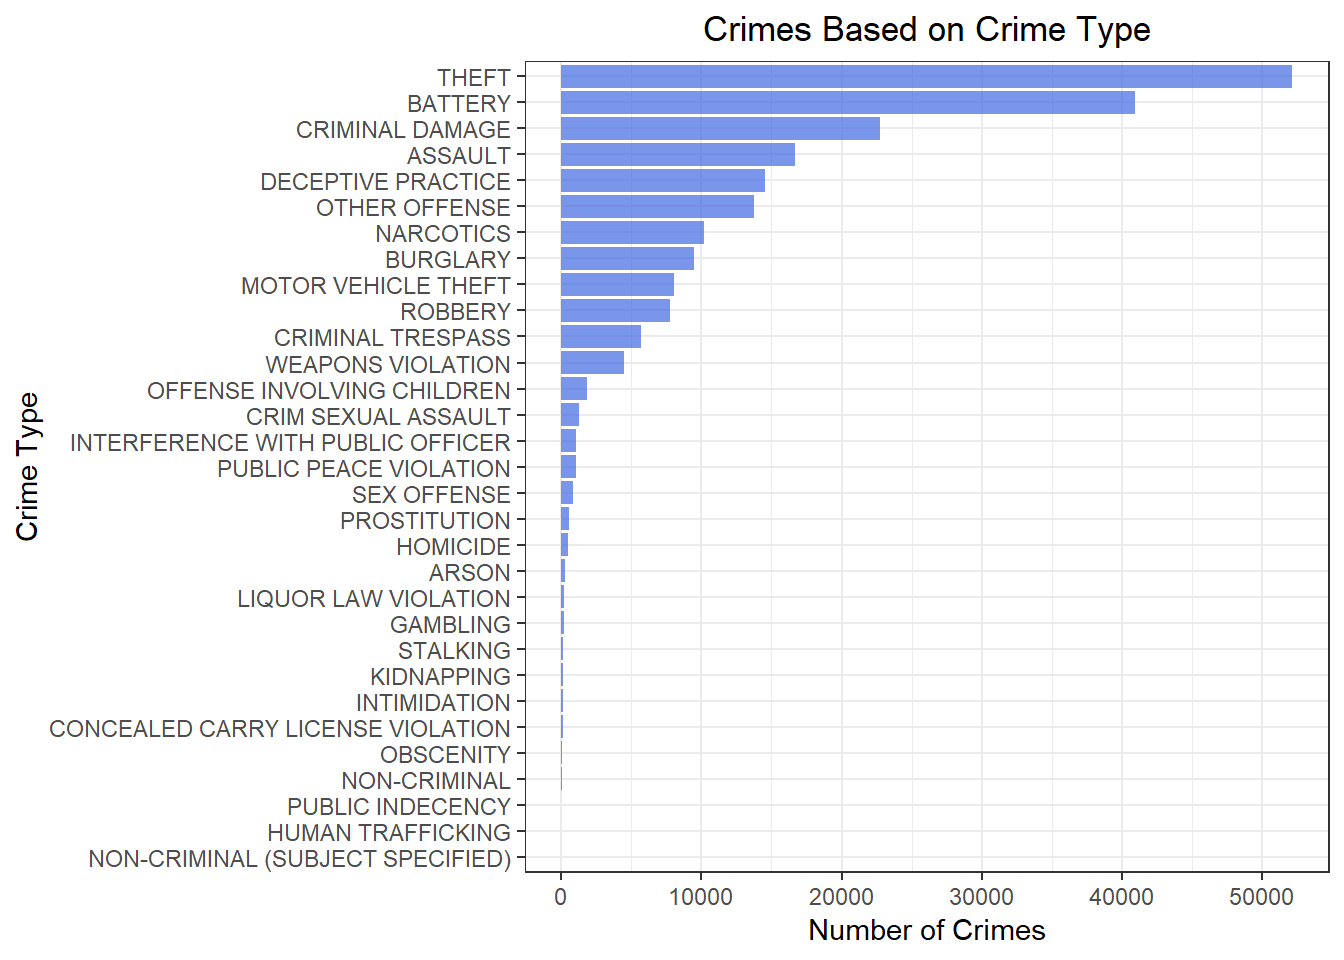 Crimes Based on Crime Type
THEFT
BATTERY
CRIMINAL DAMAGE
ASSAULT
DECEPTIVE PRACTICE
OTHER OFFENSE
NARCOTICS
BURGLARY
MOTOR VEHICLE THEFT
ROBBERY
CRIMINAL TRESPASS
WEAPONS VIOLATION
OFFENSE INVOLVING CHILDREN
CRIM SEXUAL ASSAULT
INTERFERENCE WITH PUBLIC OFFICER
PUBLIC PEACE VIOLATION
SEX OFFENSE
PROSTITUTION
HOMICIDE
ARSON
LIQUOR LAW VIOLATION
GAMBLING
STALKING
KIDNAPPING
INTIMIDATION
CONCEALED CARRY LICENSE VIOLATION
OBSCENITY
NON-CRIMINAL
PUBLIC INDECENCY
HUMAN TRAFFICKING
NON-CRIMINAL (SUBJECT SPECIFIED)
Crime Type
0 10000 20000 30000 40000 50000
Number of Crimes